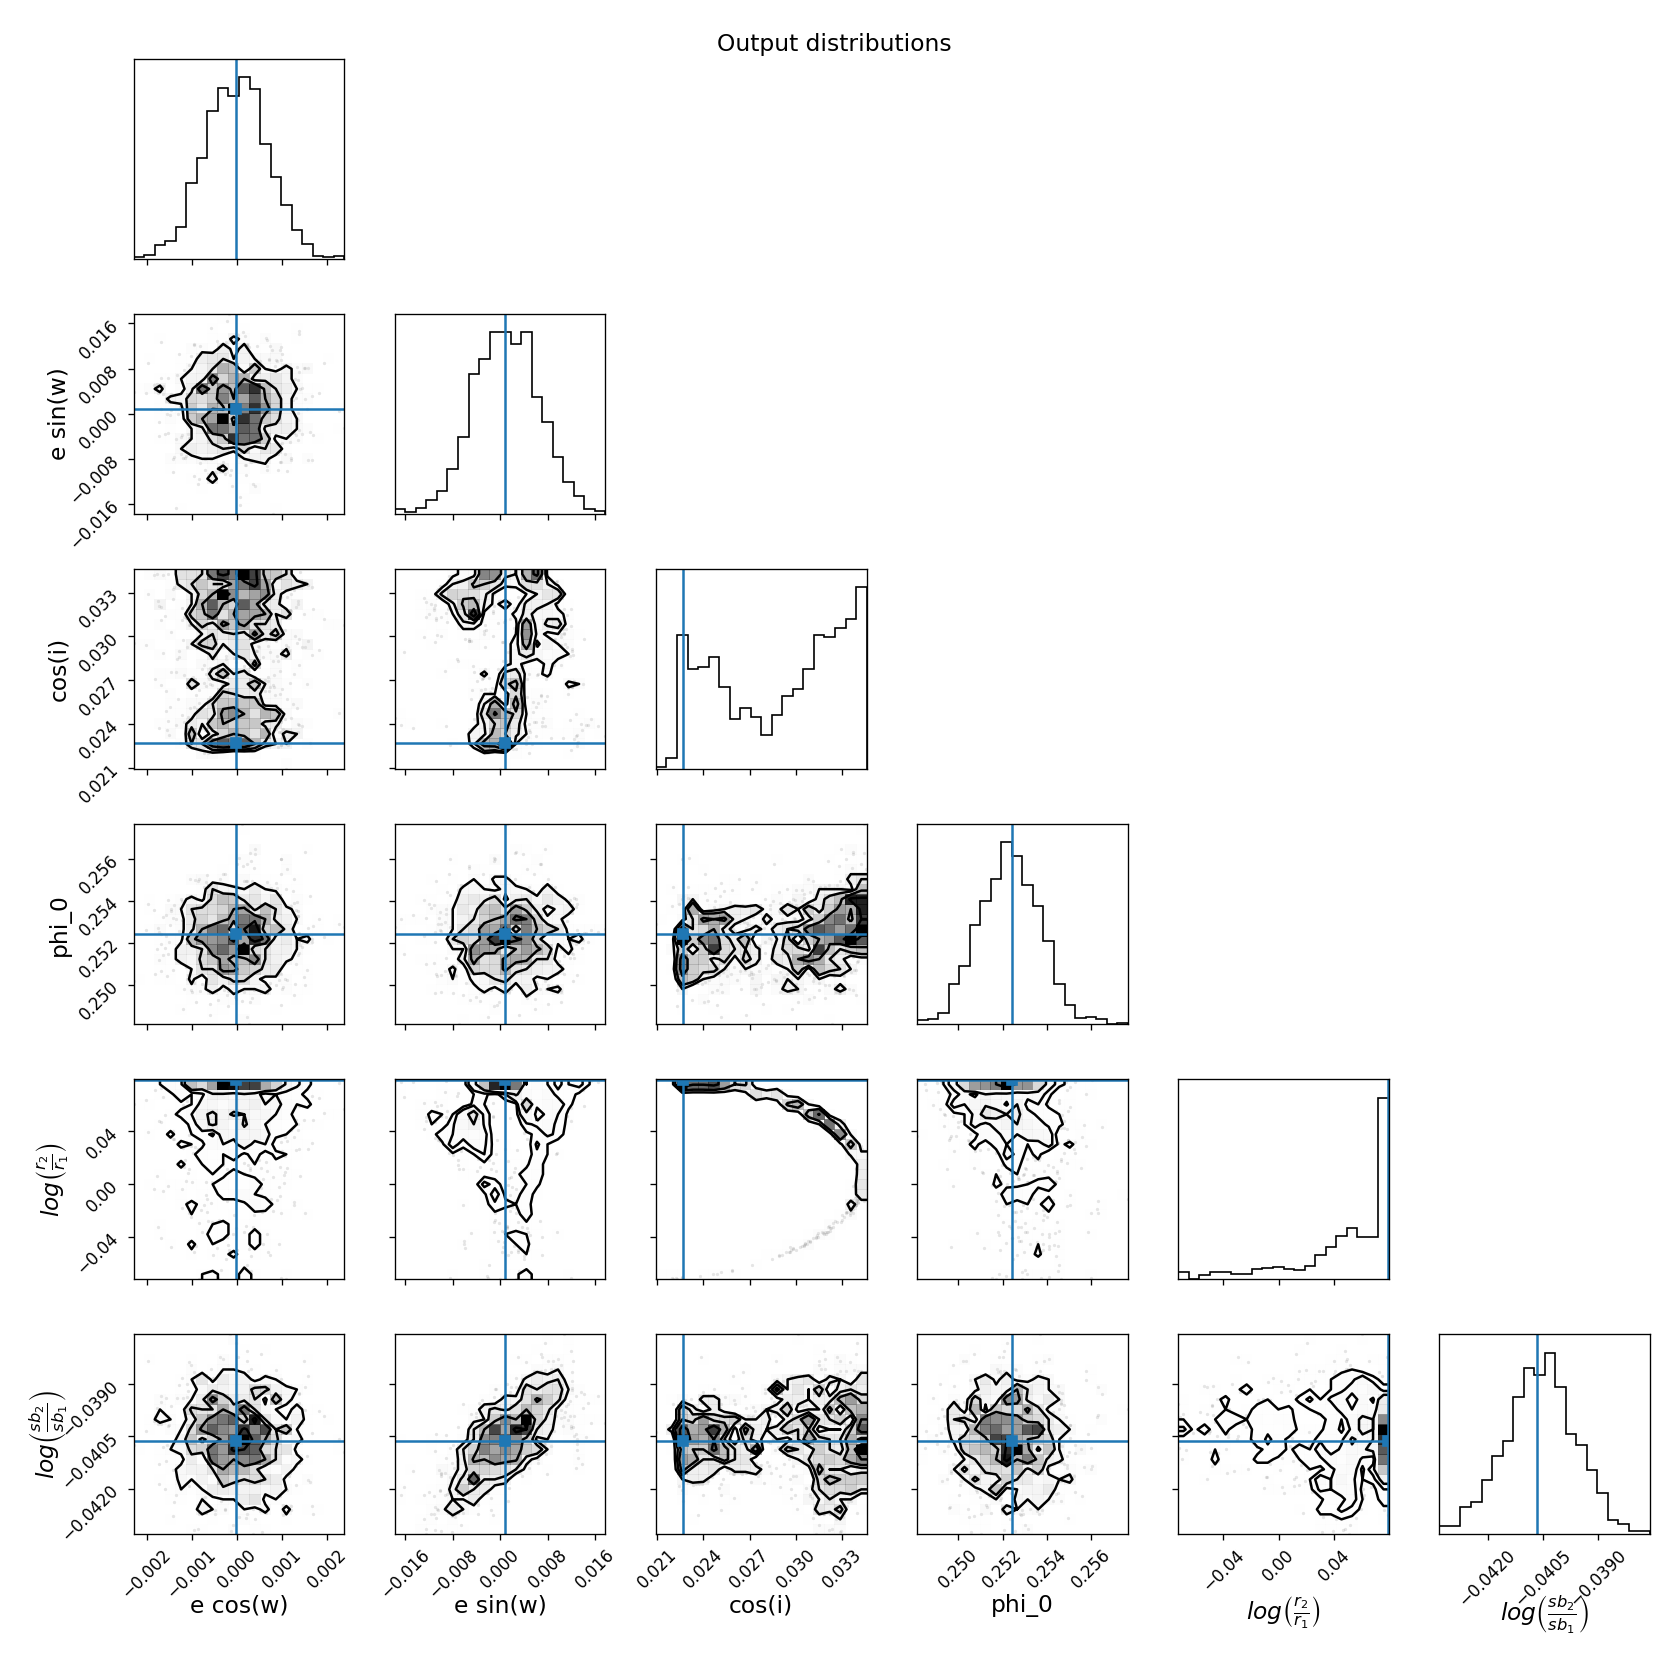 Output distributions
e sin(w)
0.016
0.008
0.000
−0.008
−0.016
cos(i)
0.033
0.030
0.027
0.024
0.021
phi_0
0.256
0.254
0.252
0.250
log(r₂/r₁)
0.04
0.00
−0.04
log(sb₂/sb₁)
−0.0390
−0.0405
−0.0420
−0.002 −0.001 0.000 0.001 0.002
e cos(w)
−0.016 −0.008 0.000 0.008 0.016
e sin(w)
0.021 0.024 0.027 0.030 0.033
cos(i)
0.250 0.252 0.254 0.256
phi_0
−0.04 0.00 0.04
log(r₂/r₁)
−0.0420 −0.0405 −0.0390
log(sb₂/sb₁)